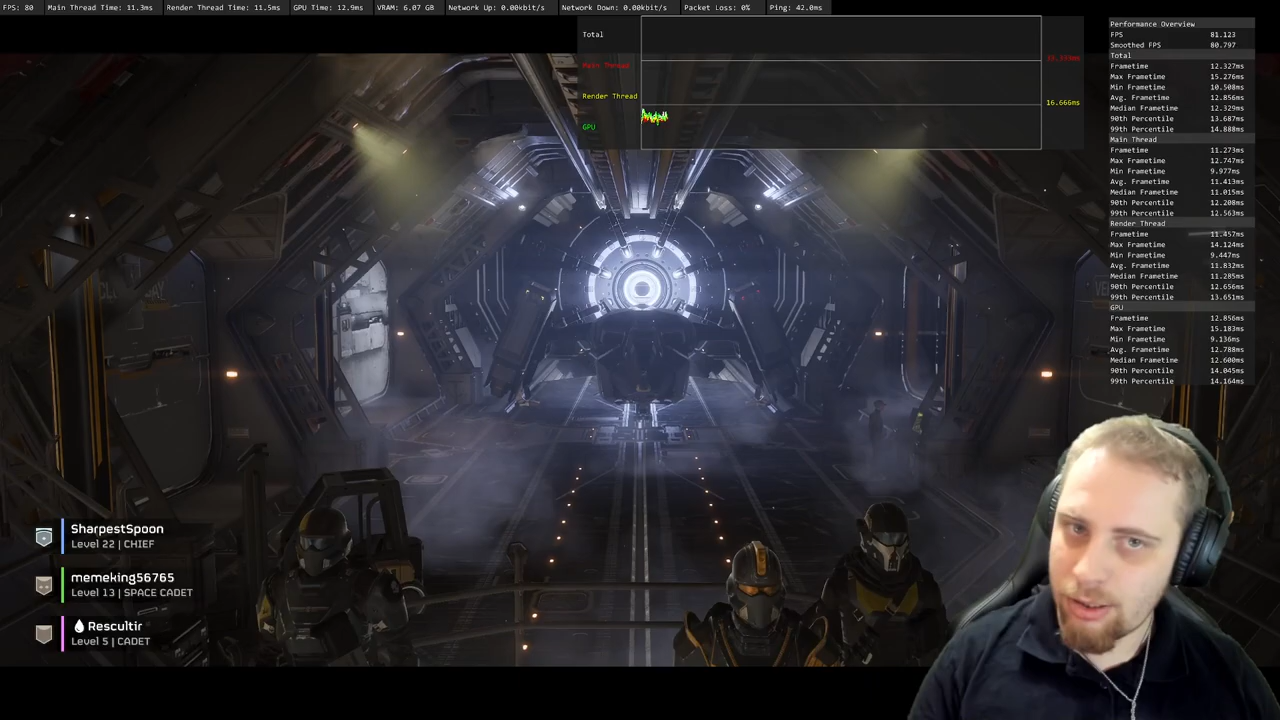 FPS: 80 Main Thread Time: 11.3ms Render Thread Time: 11.5ms GPU Time: 12.9ms VRAM: 6.07 GB Network Up: 0.00kbit/s Network Down: 0.00kbit/s Packet Loss: 0% Ping: 42.0ms
Total
Main Thread
33.333ms
Render Thread
16.666ms
GPU
Performance Overview
FPS 81.123
Smoothed FPS 80.797
Total
Frametime 12.327ms
Max Frametime 15.276ms
Min Frametime 10.508ms
Avg. Frametime 12.856ms
Median Frametime 12.329ms
90th Percentile 13.687ms
99th Percentile 14.888ms
Main Thread
Frametime 11.273ms
Max Frametime 12.747ms
Min Frametime 9.977ms
Avg. Frametime 11.413ms
Median Frametime 11.015ms
90th Percentile 12.208ms
99th Percentile 12.563ms
Render Thread
Frametime 11.457ms
Max Frametime 14.124ms
Min Frametime 9.447ms
Avg. Frametime 11.832ms
Median Frametime 11.285ms
90th Percentile 12.656ms
99th Percentile 13.651ms
GPU
Frametime 12.856ms
Max Frametime 15.183ms
Min Frametime 9.136ms
Avg. Frametime 12.788ms
Median Frametime 12.600ms
90th Percentile 14.045ms
99th Percentile 14.164ms
SharpestSpoon
Level 22 | CHIEF
memeking56765
Level 13 | SPACE CADET
Rescultir
Level 5 | CADET